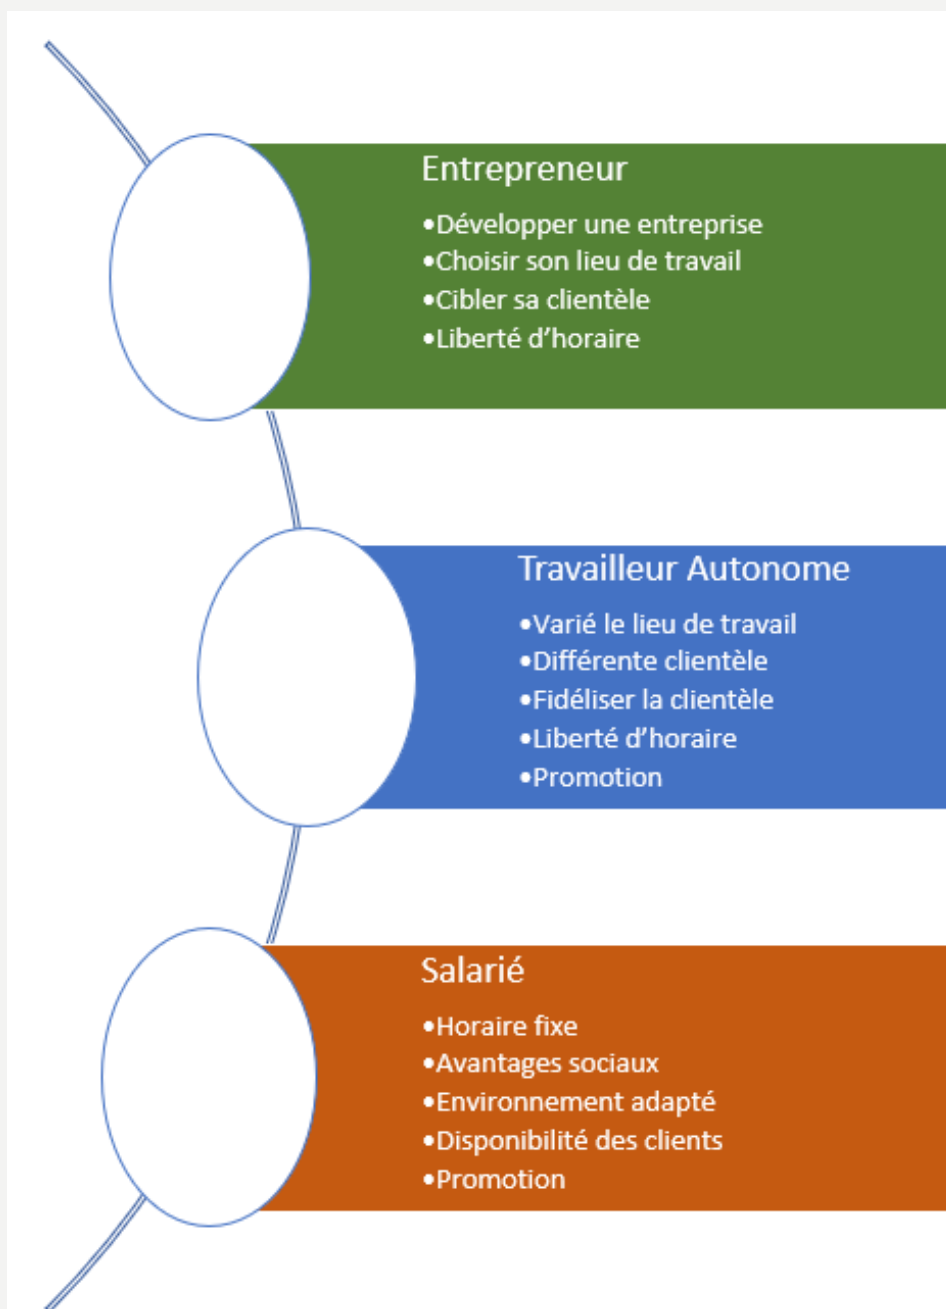 Entrepreneur
•Développer une entreprise
•Choisir son lieu de travail
•Cibler sa clientèle
•Liberté d’horaire
Travailleur Autonome
•Varié le lieu de travail
•Différente clientèle
•Fidéliser la clientèle
•Liberté d’horaire
•Promotion
Salarié
•Horaire fixe
•Avantages sociaux
•Environnement adapté
•Disponibilité des clients
•Promotion